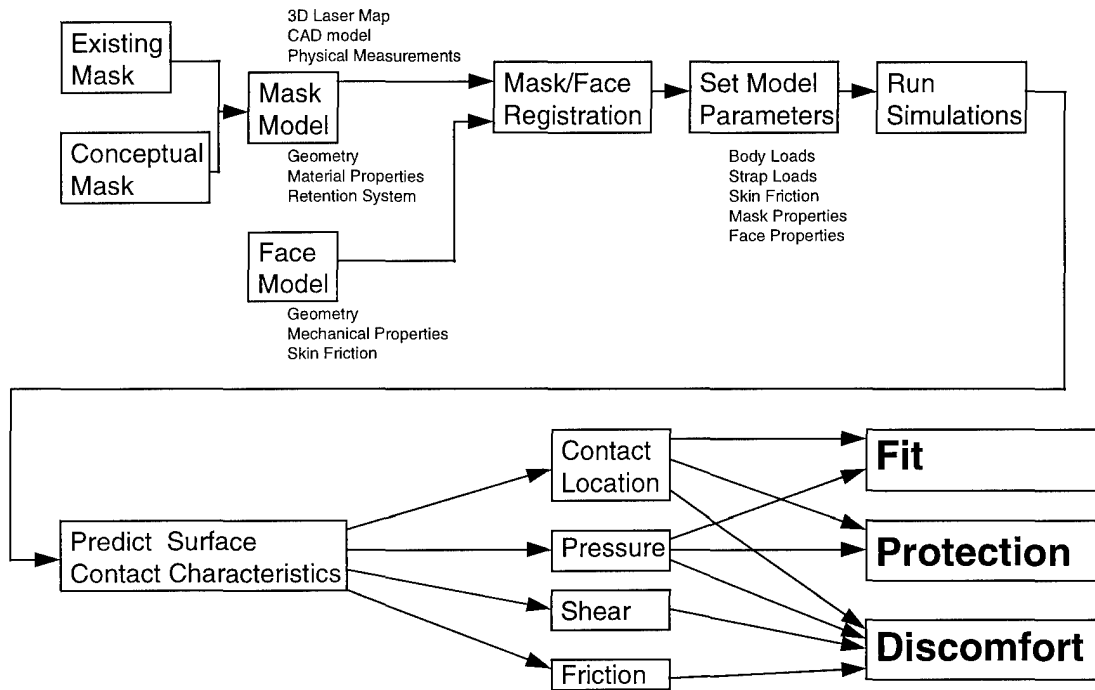 Existing
Mask
Conceptual
Mask
3D Laser Map
CAD model
Physical Measurements
Mask
Model
Geometry
Material Properties
Retention System
Face
Model
Geometry
Mechanical Properties
Skin Friction
Mask/Face
Registration
Set Model
Parameters
Body Loads
Strap Loads
Skin Friction
Mask Properties
Face Properties
Run
Simulations
Predict Surface
Contact Characteristics
Contact
Location
Pressure
Shear
Friction
Fit
Protection
Discomfort